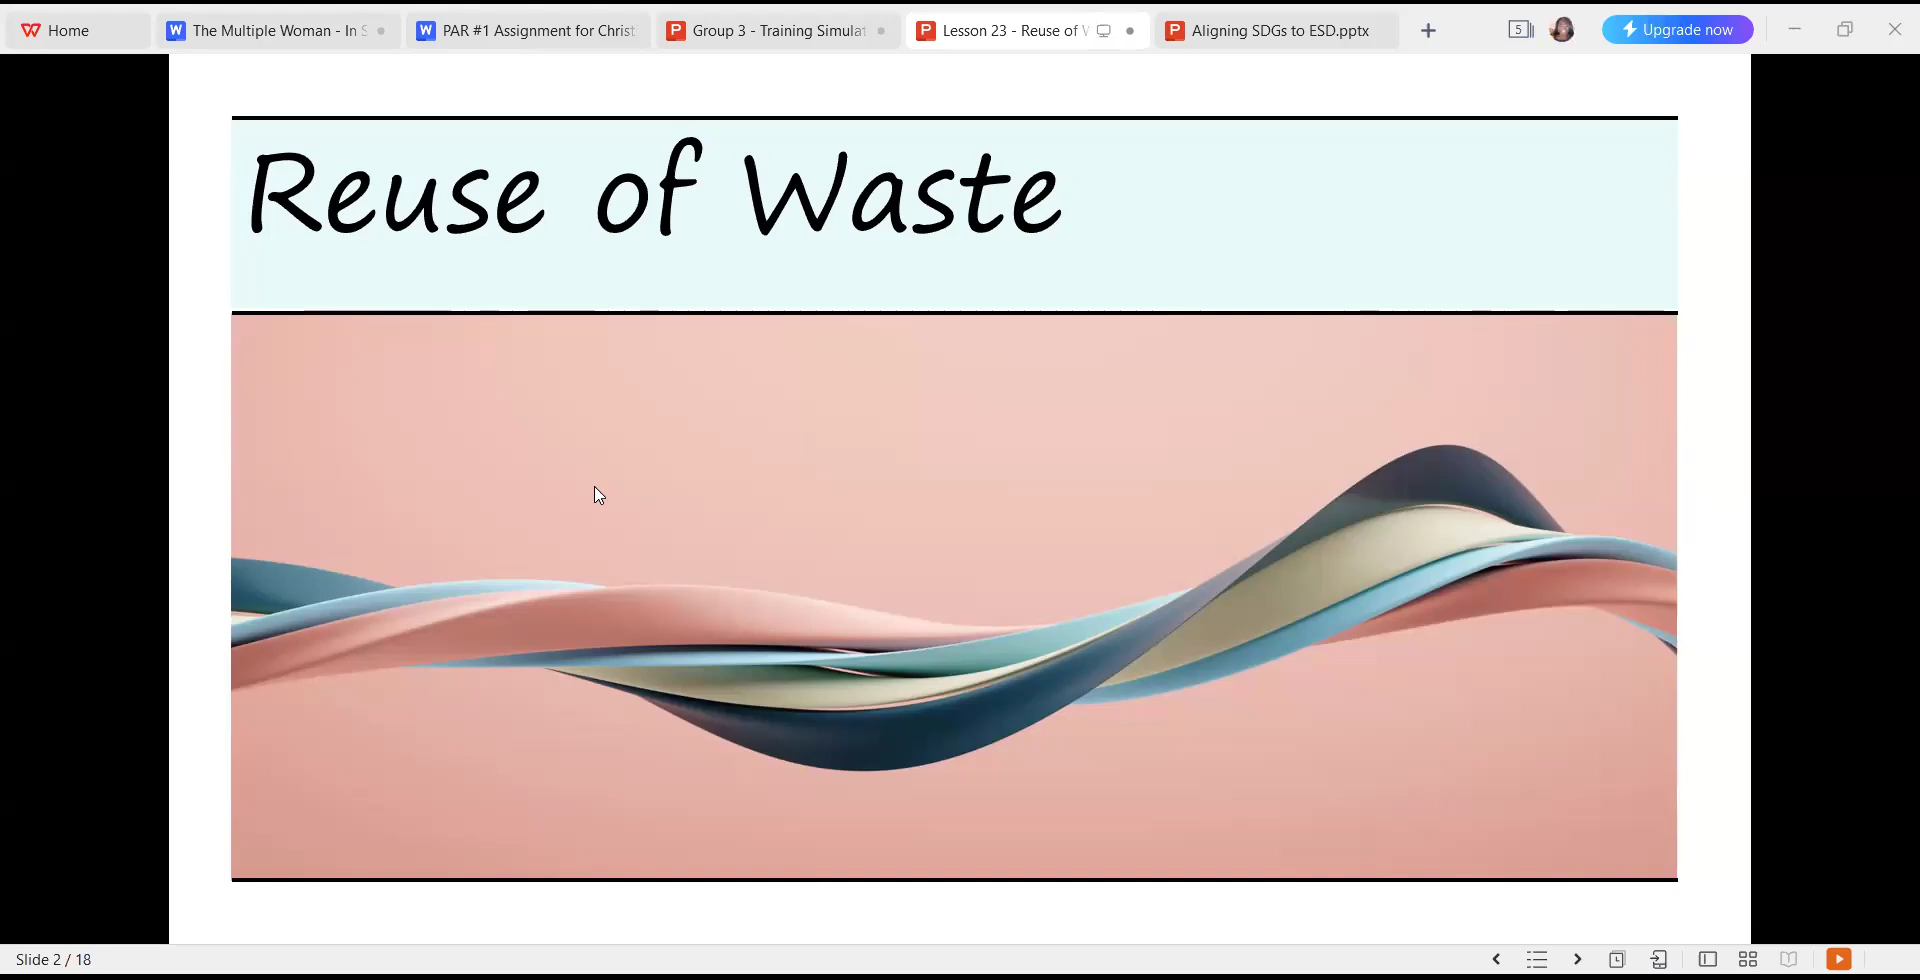 Home
The Multiple Woman - In S
PAR #1 Assignment for Christ
Group 3 - Training Simulat
Lesson 23 - Reuse of W
Aligning SDGs to ESD.pptx
5
Upgrade now
Reuse of Waste
Slide 2 / 18